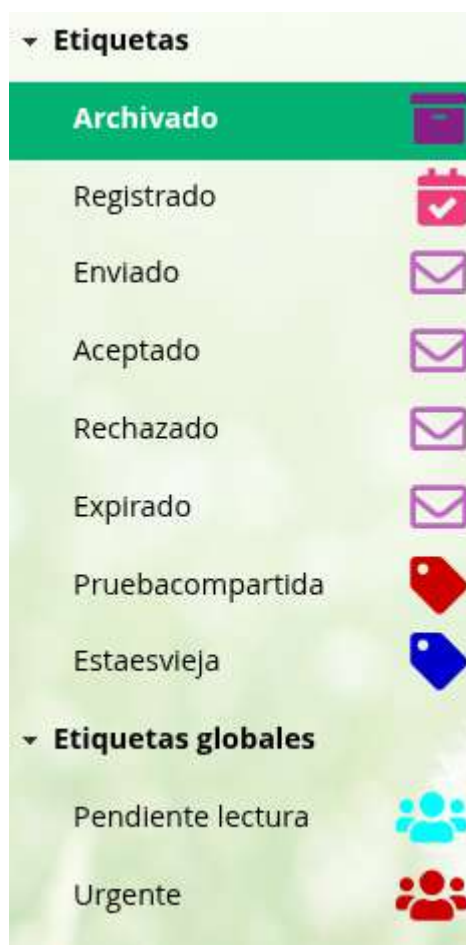 Etiquetas
Archivado
Registrado
Enviado
Aceptado
Rechazado
Expirado
Pruebacompartida
Estaesvieja
Etiquetas globales
Pendiente lectura
Urgente